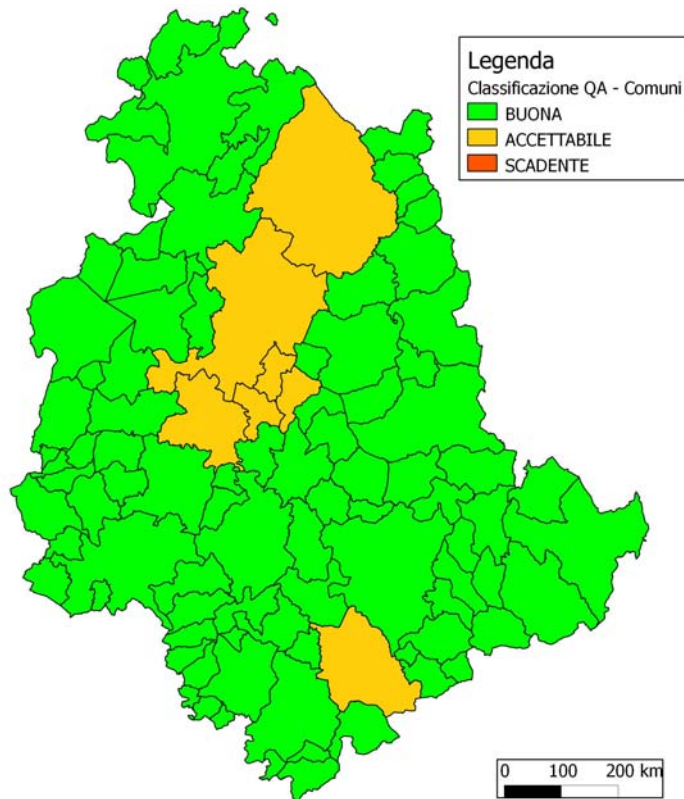 Legenda
Classificazione QA - Comuni
BUONA
ACCETTABILE
SCADENTE
0 100 200 km